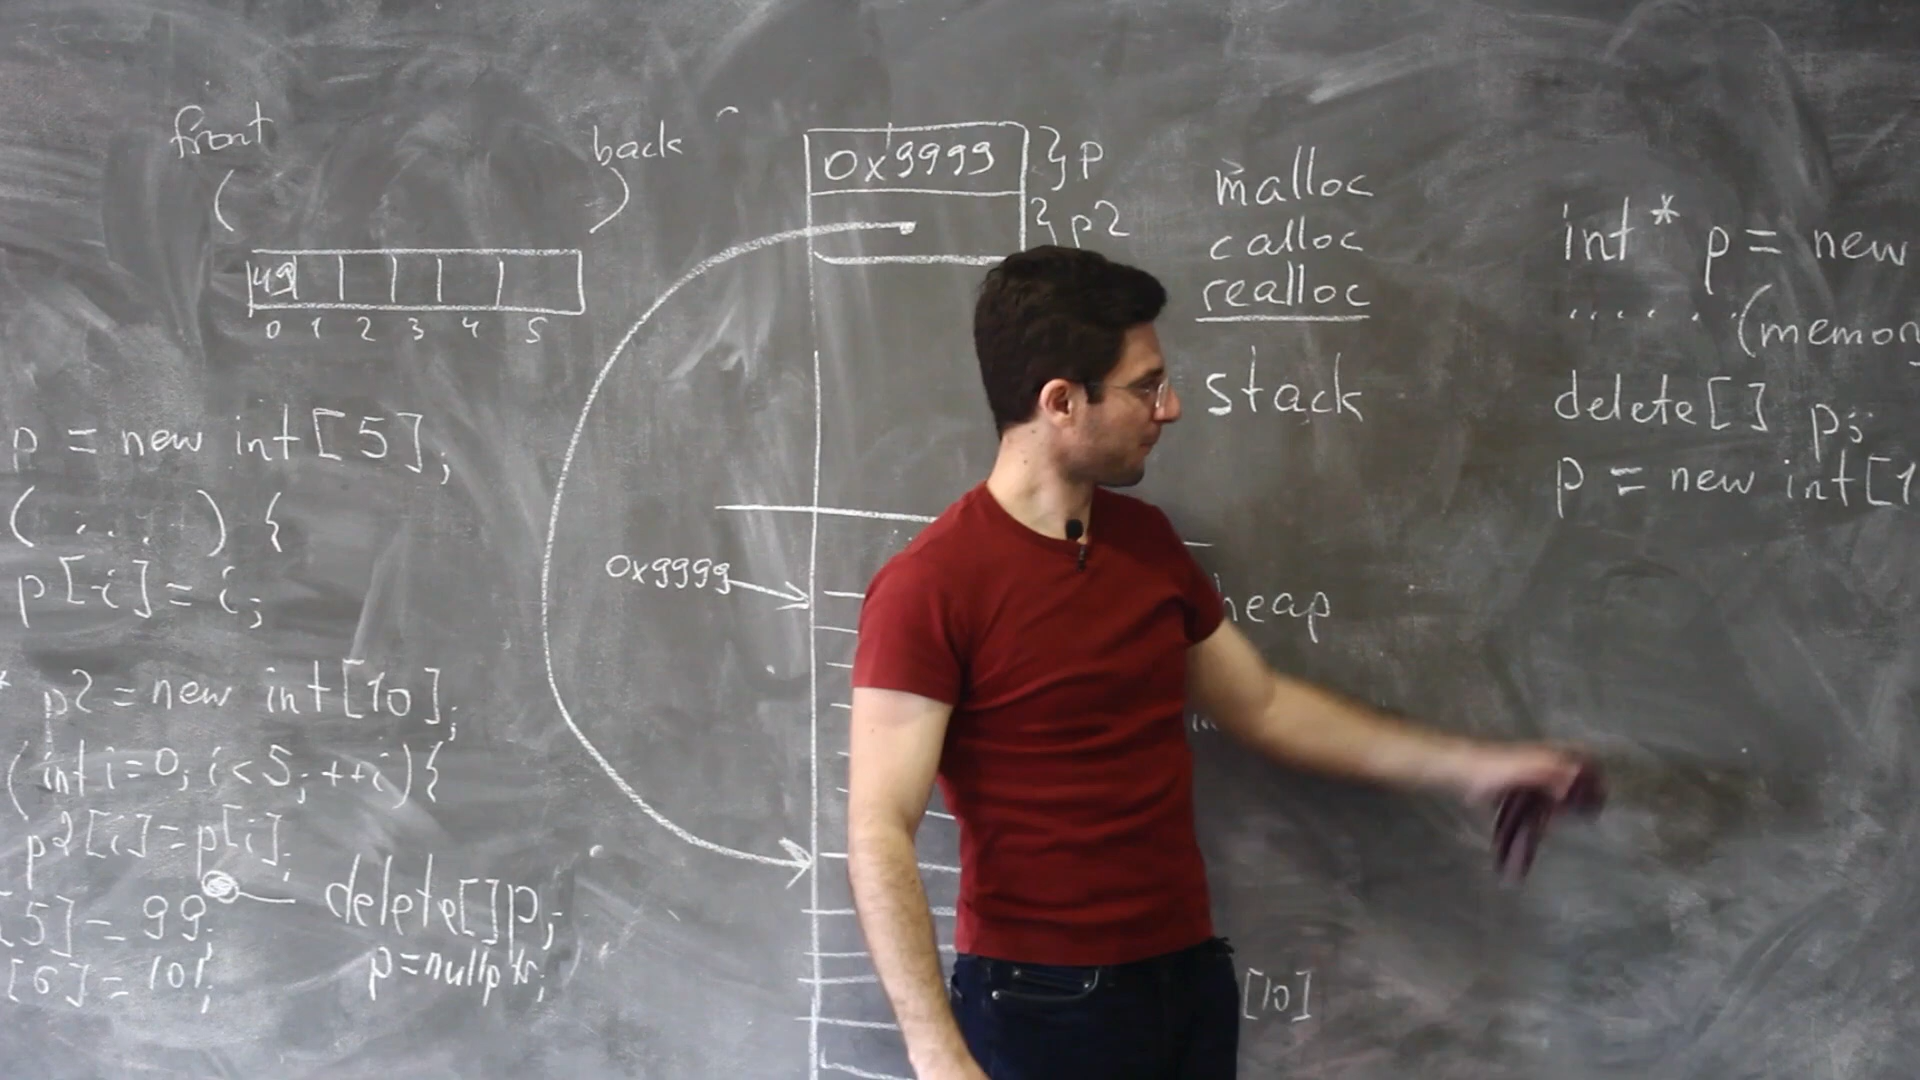 front
back
49
0 1 2 3 4 5
p = new int[5];
(....) {
p[i] = i;
* p2 = new int[10];
(int i=0; i<5; ++i){
p2[i]=p[i];
[5] = 99;
[6] = 101;
delete[]p;
p=nullptr;
0x9999 }p
}p2
0x9999
malloc
calloc
realloc
stack
heap
[10]
int * p = new
..... (memory
delete[] p;
p = new int[1